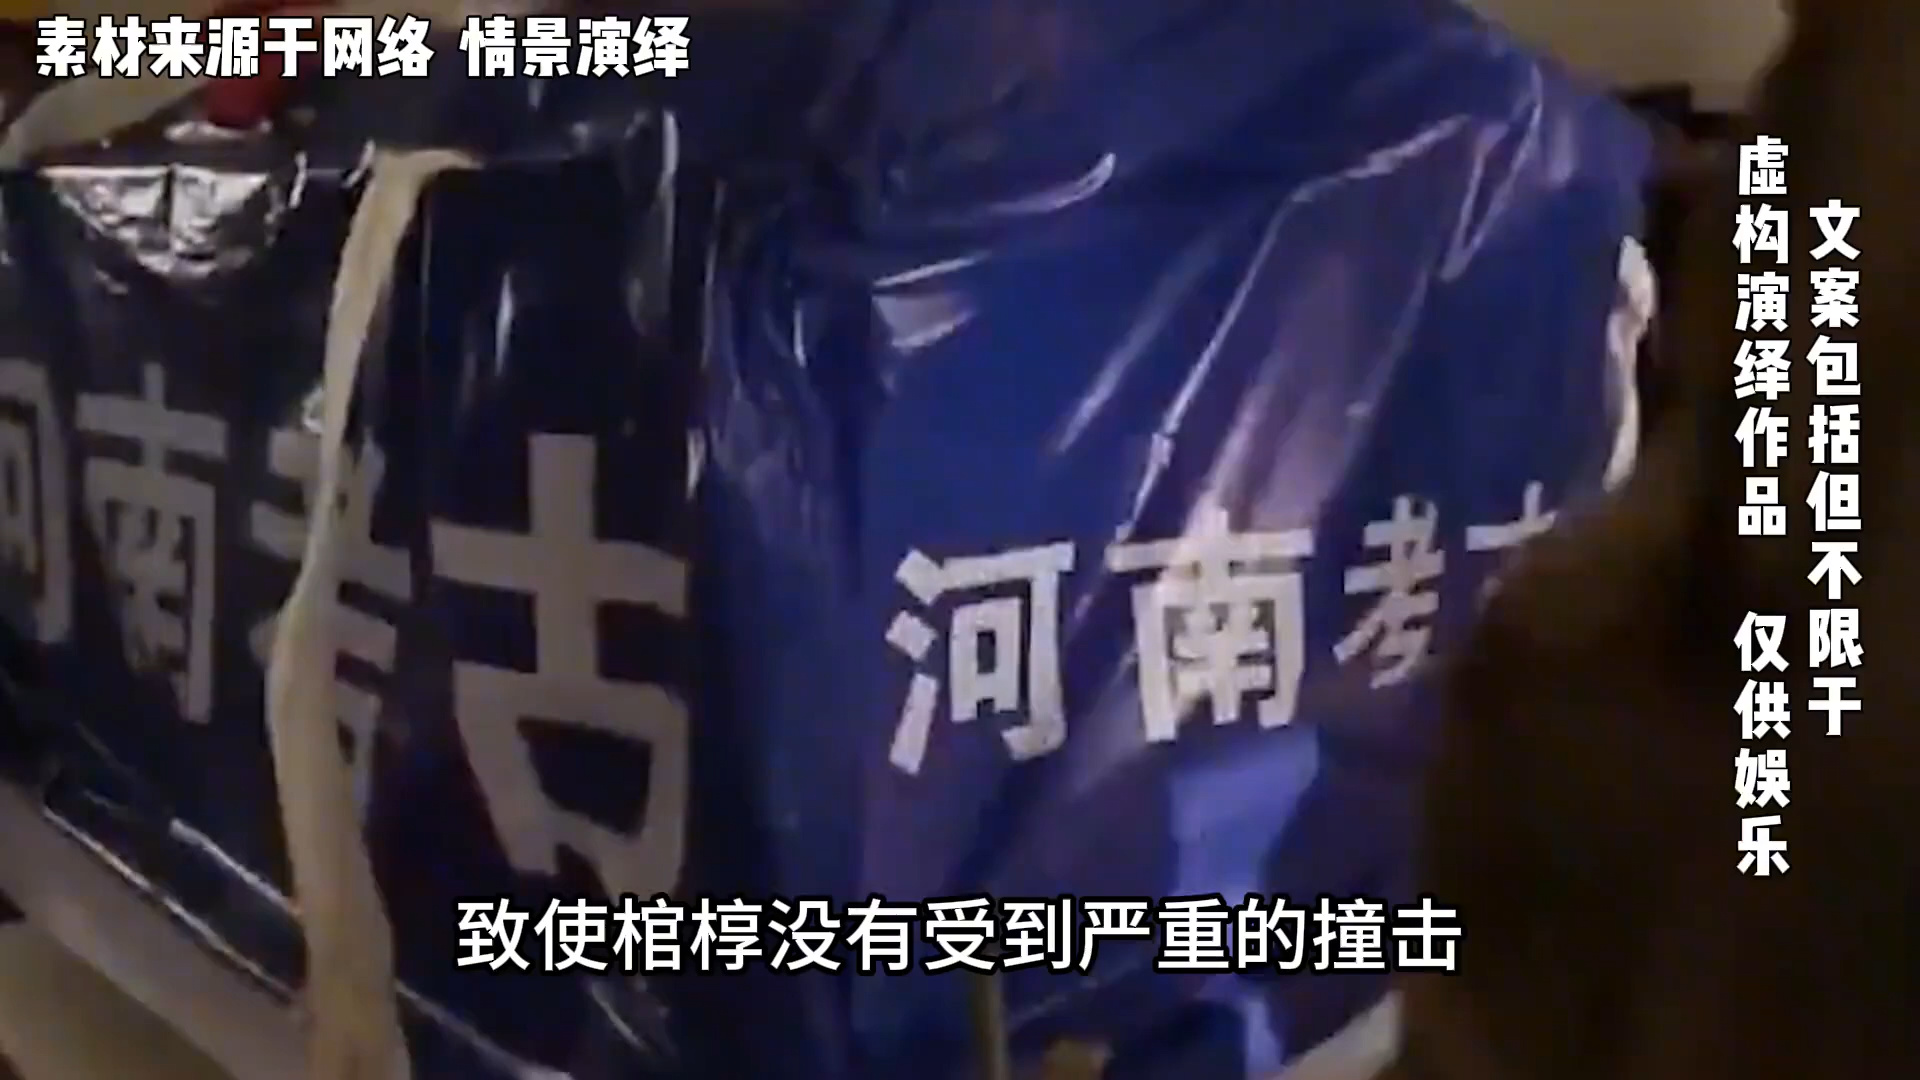 素材来源于网络 情景演绎
文案包括但不限于
虚构演绎作品 仅供娱乐
河南考古
河南考
致使棺椁没有受到严重的撞击